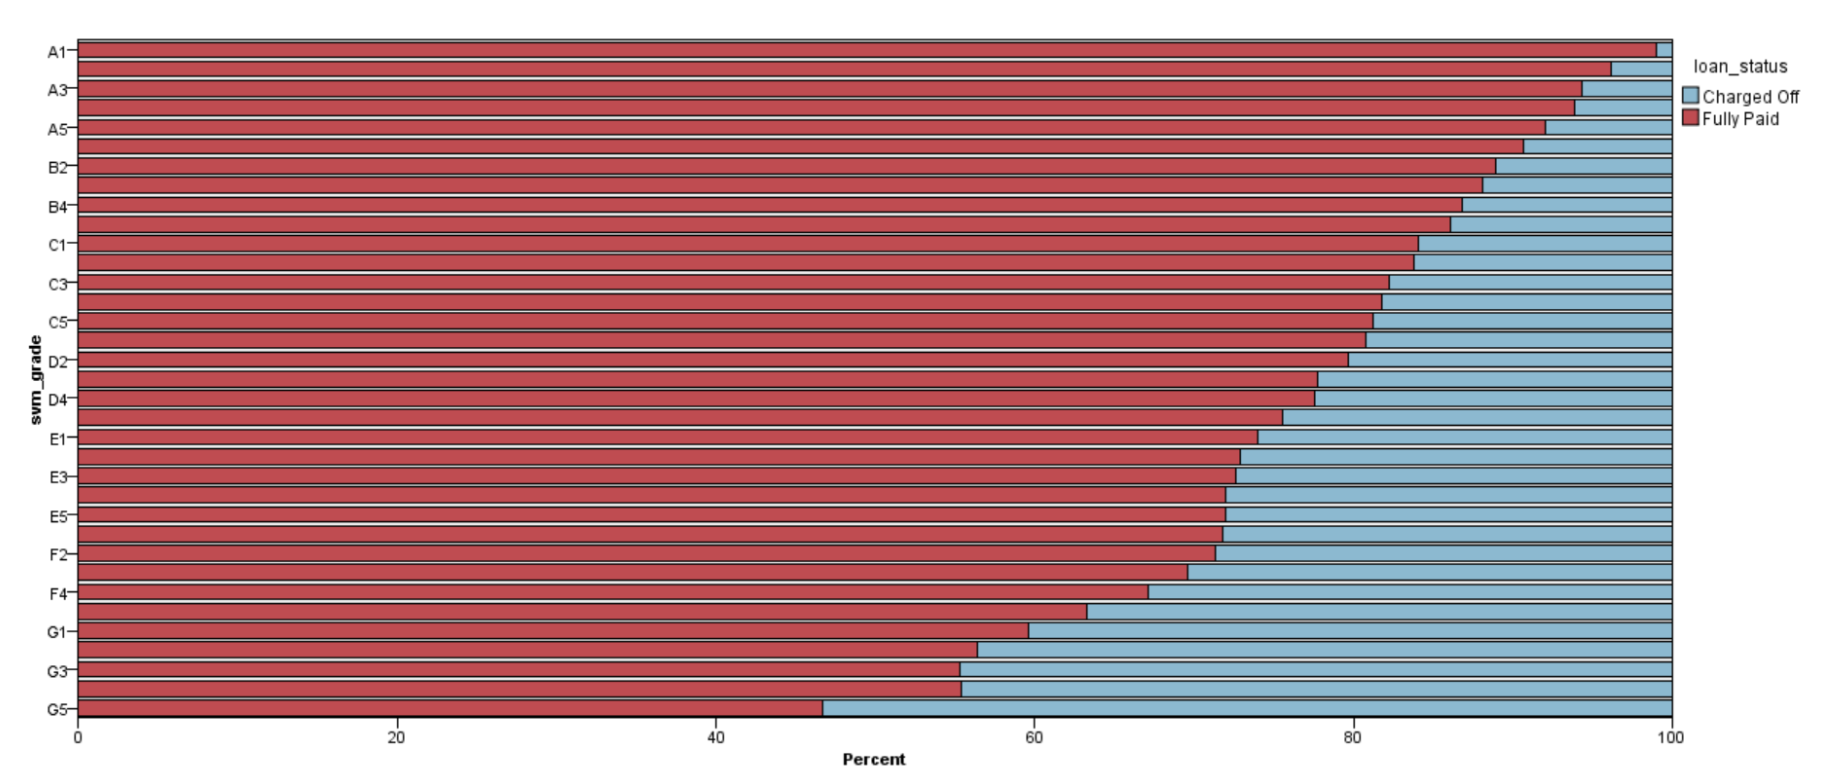 A1
A3
A5
B2
B4
C1
C3
C5
D2
D4
E1
E3
E5
F2
F4
G1
G3
G5
svm_grade
0 20 40 60 80 100
Percent
loan_status
Charged Off
Fully Paid